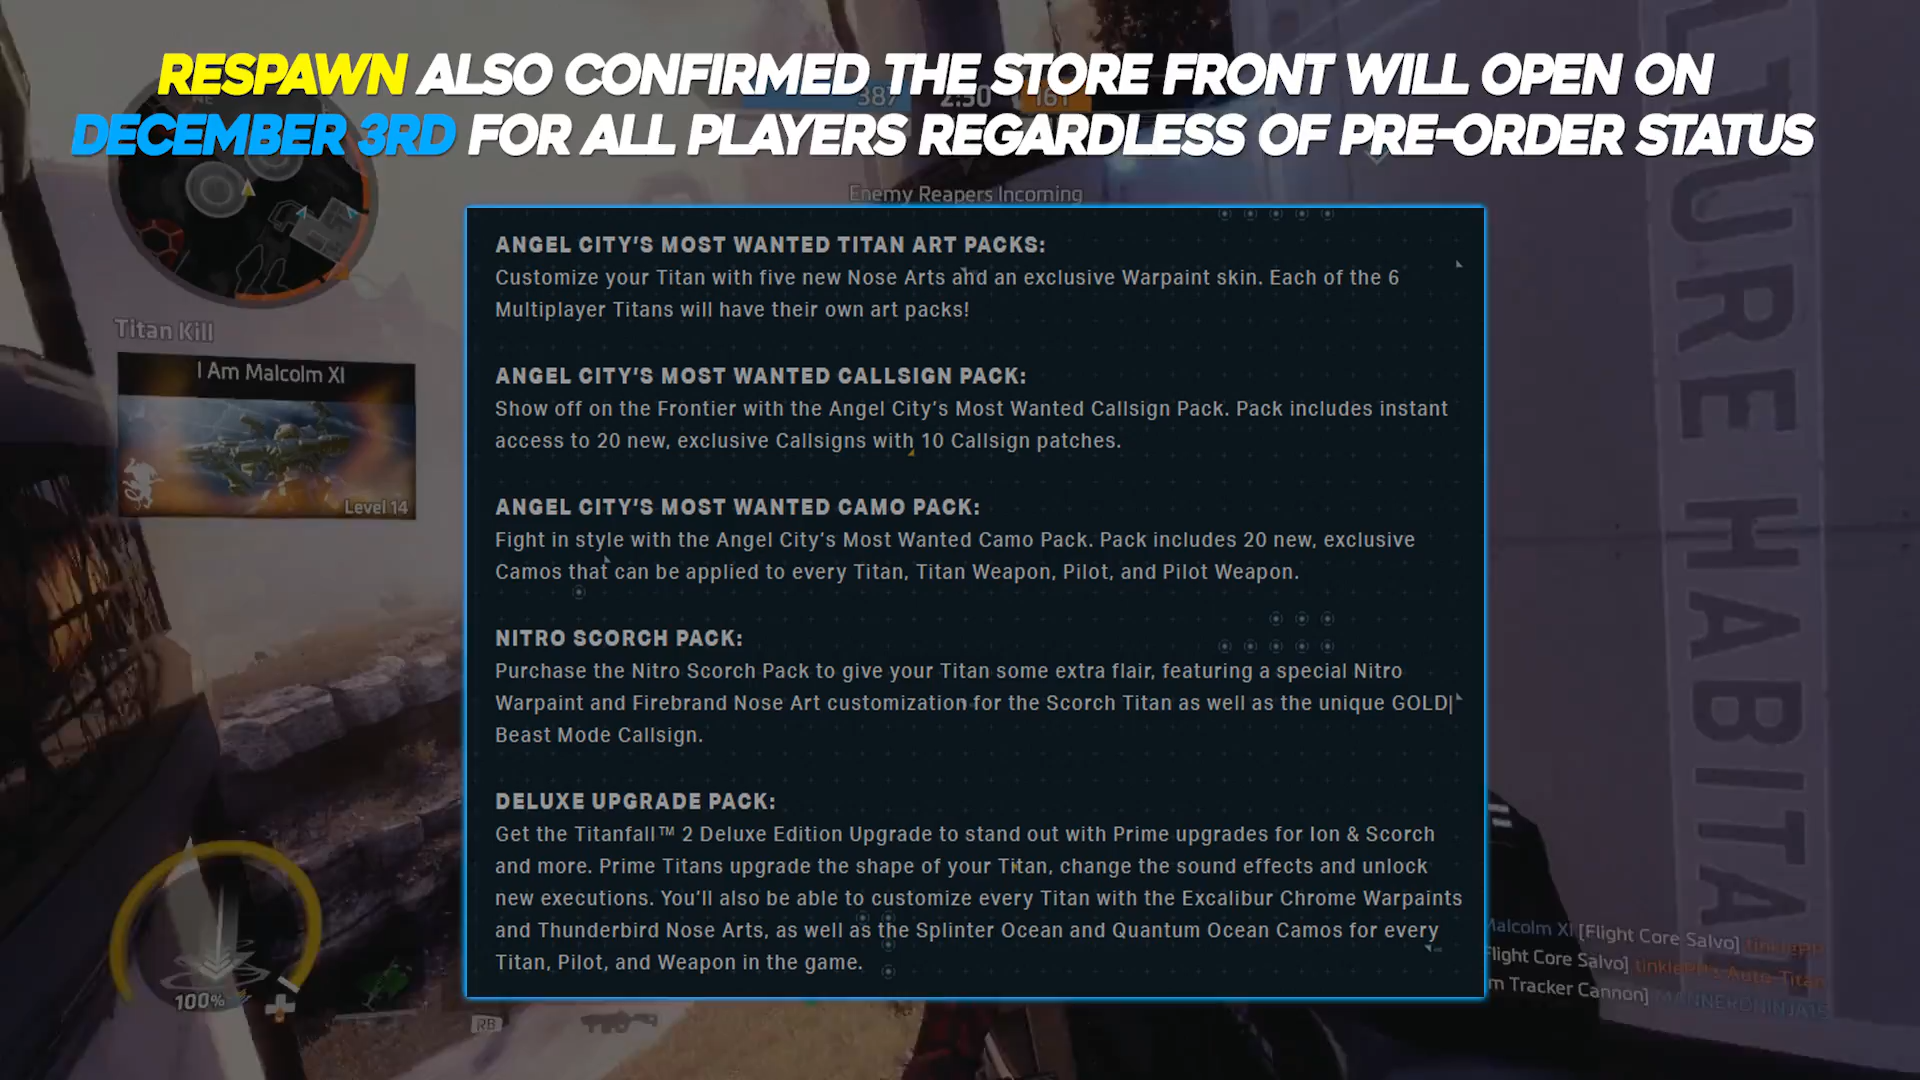 RESPAWN ALSO CONFIRMED THE STORE FRONT WILL OPEN ON
DECEMBER 3RD FOR ALL PLAYERS REGARDLESS OF PRE-ORDER STATUS
NE
387 2:50 161
Enemy Reapers Incoming
ANGEL CITY'S MOST WANTED TITAN ART PACKS:
Customize your Titan with five new Nose Arts and an exclusive Warpaint skin. Each of the 6
Multiplayer Titans will have their own art packs!
ANGEL CITY'S MOST WANTED CALLSIGN PACK:
Show off on the Frontier with the Angel City's Most Wanted Callsign Pack. Pack includes instant
access to 20 new, exclusive Callsigns with 10 Callsign patches.
ANGEL CITY'S MOST WANTED CAMO PACK:
Fight in style with the Angel City's Most Wanted Camo Pack. Pack includes 20 new, exclusive
Camos that can be applied to every Titan, Titan Weapon, Pilot, and Pilot Weapon.
NITRO SCORCH PACK:
Purchase the Nitro Scorch Pack to give your Titan some extra flair, featuring a special Nitro
Warpaint and Firebrand Nose Art customization for the Scorch Titan as well as the unique GOLD|
Beast Mode Callsign.
DELUXE UPGRADE PACK:
Get the Titanfall™ 2 Deluxe Edition Upgrade to stand out with Prime upgrades for Ion & Scorch
and more. Prime Titans upgrade the shape of your Titan, change the sound effects and unlock
new executions. You'll also be able to customize every Titan with the Excalibur Chrome Warpaints
and Thunderbird Nose Arts, as well as the Splinter Ocean and Quantum Ocean Camos for every
Titan, Pilot, and Weapon in the game.
Titan Kill
I Am Malcolm XI
Level 14
100%
RB
LTURE HABITAT
Malcolm XI [Flight Core Salvo]
Flight Core Salvo] Auto-Titan
m Tracker Cannon]